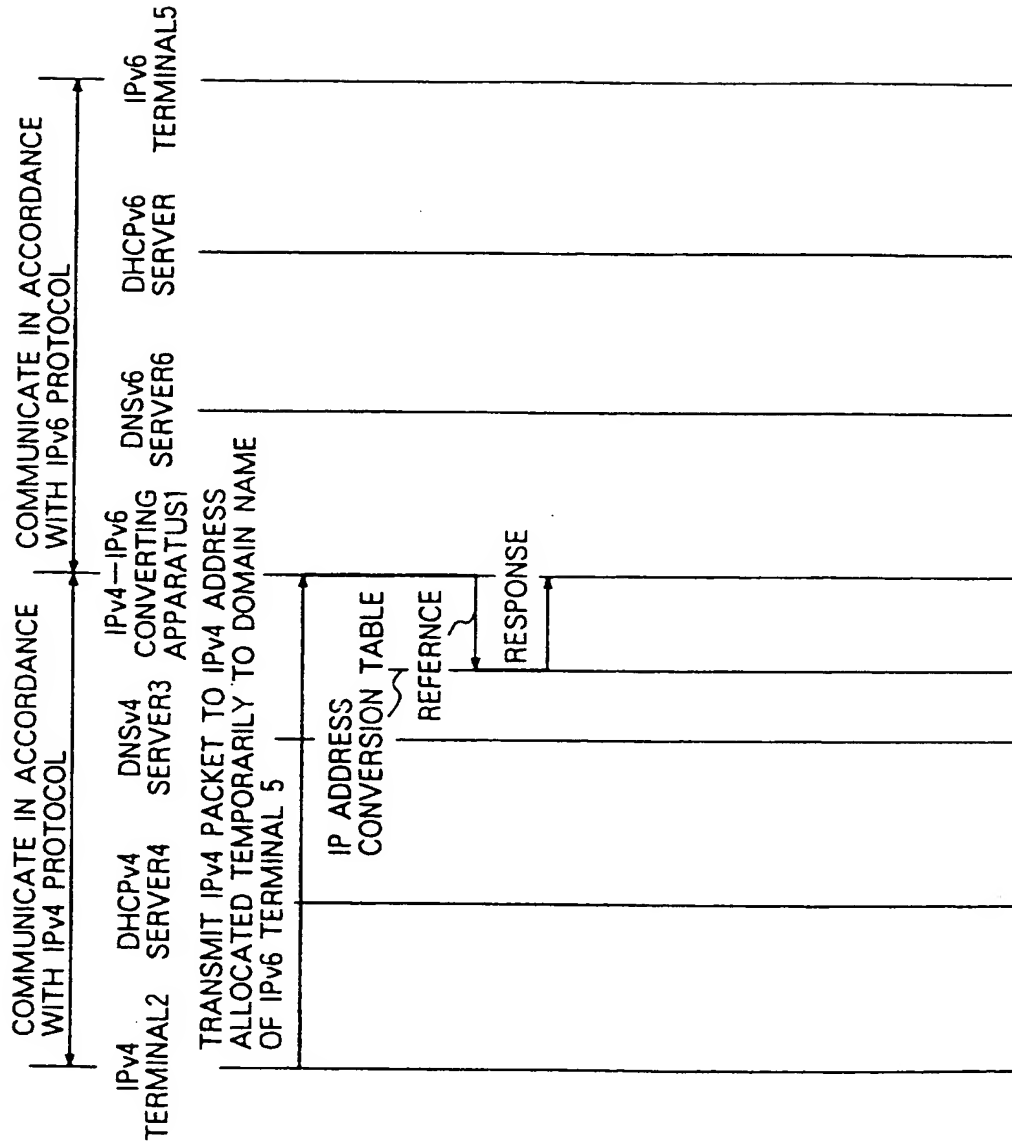 COMMUNICATE IN ACCORDANCE
WITH IPv4 PROTOCOL
COMMUNICATE IN ACCORDANCE
WITH IPv6 PROTOCOL
IPv4
TERMINAL2
DHCPv4
SERVER4
DNSv4
SERVER3
IPv4—IPv6
CONVERTING
APPARATUS1
DNSv6
SERVER6
DHCPv6
SERVER
IPv6
TERMINAL5
TRANSMIT IPv4 PACKET TO IPv4 ADDRESS
ALLOCATED TEMPORARILY TO DOMAIN NAME
OF IPv6 TERMINAL 5
IP ADDRESS
CONVERSION TABLE
REFERNCE
RESPONSE